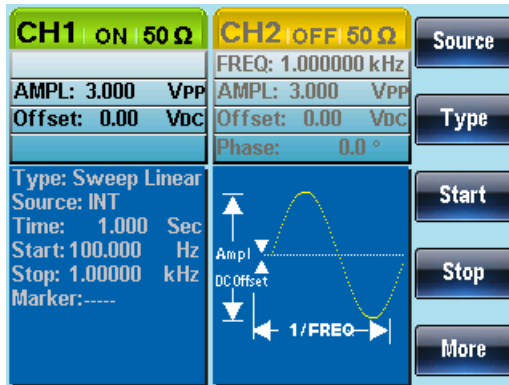 CH1 ON 50 Ω
AMPL: 3.000 VPP
Offset: 0.00 VDC
CH2 OFF 50 Ω
FREQ: 1.000000 kHz
AMPL: 3.000 VPP
Offset: 0.00 VDC
Phase: 0.0 °
Type: Sweep Linear
Source: INT
Time: 1.000 Sec
Start: 100.000 Hz
Stop: 1.00000 kHz
Marker:-----
Ampl
DC Offset
1/FREQ
Source
Type
Start
Stop
More